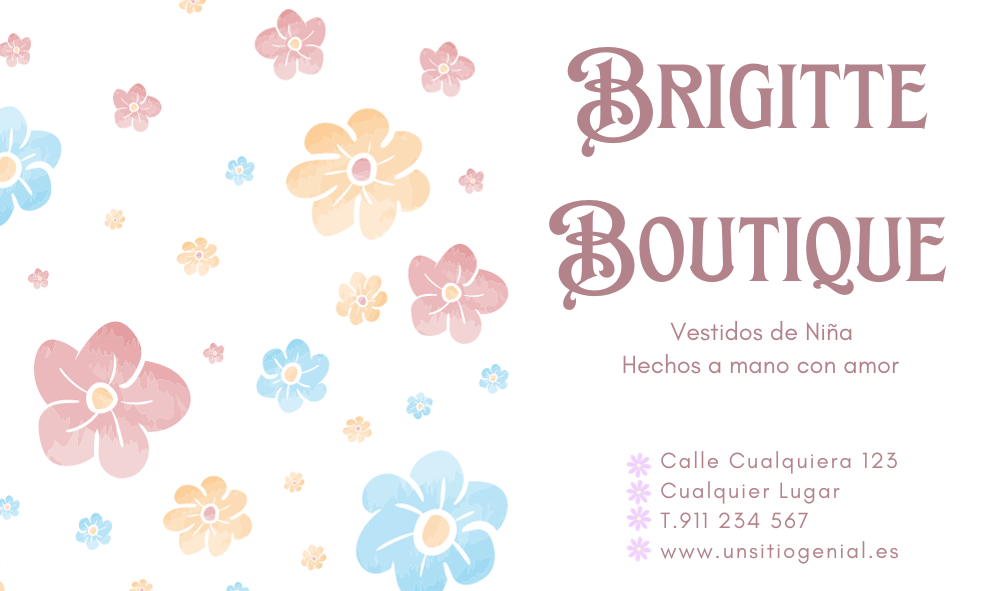 BRIGITTE
BOUTIQUE
Vestidos de Niña
Hechos a mano con amor
Calle Cualquiera 123
Cualquier Lugar
T.911 234 567
www.unsitiogenial.es